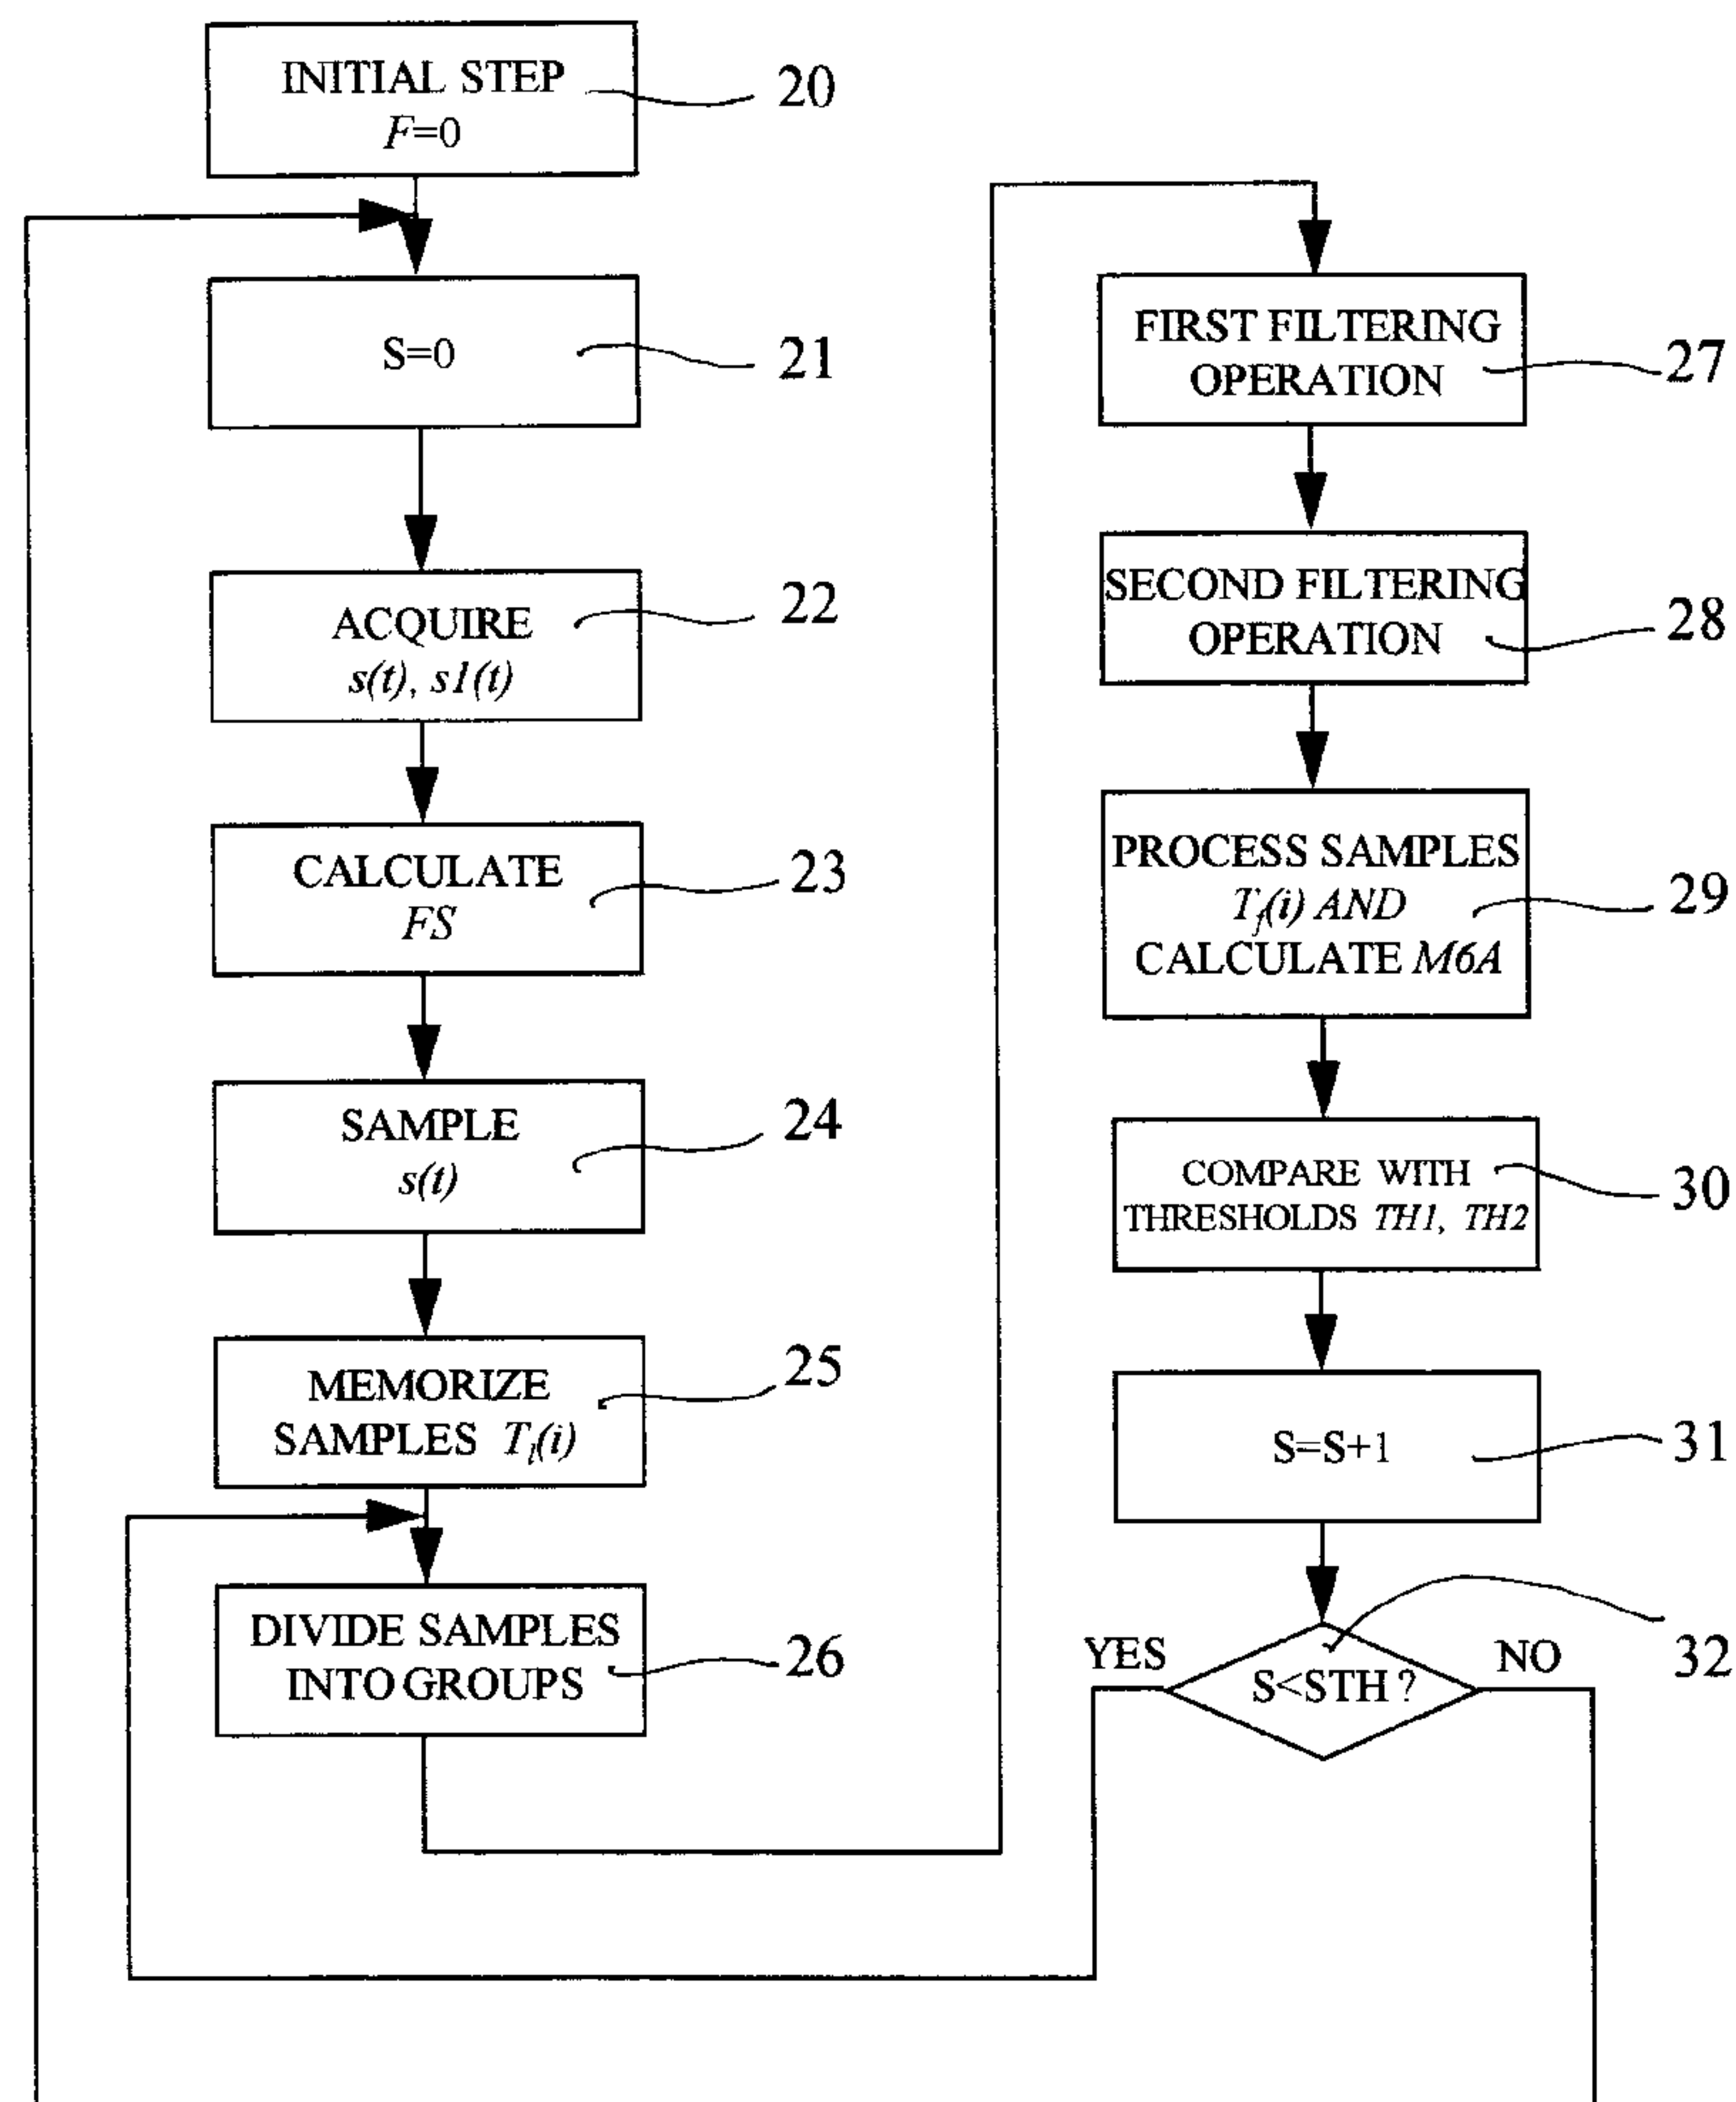 INITIAL STEP
F=0
20
S=0
21
ACQUIRE
s(t), s1(t)
22
CALCULATE
FS
23
SAMPLE
s(t)
24
MEMORIZE
SAMPLES T_l(i)
25
DIVIDE SAMPLES
INTO GROUPS
26
FIRST FILTERING
OPERATION
27
SECOND FILTERING
OPERATION
28
PROCESS SAMPLES
T_f(i) AND
CALCULATE M6A
29
COMPARE WITH
THRESHOLDS TH1, TH2
30
S=S+1
31
YES
S<STH ?
NO
32